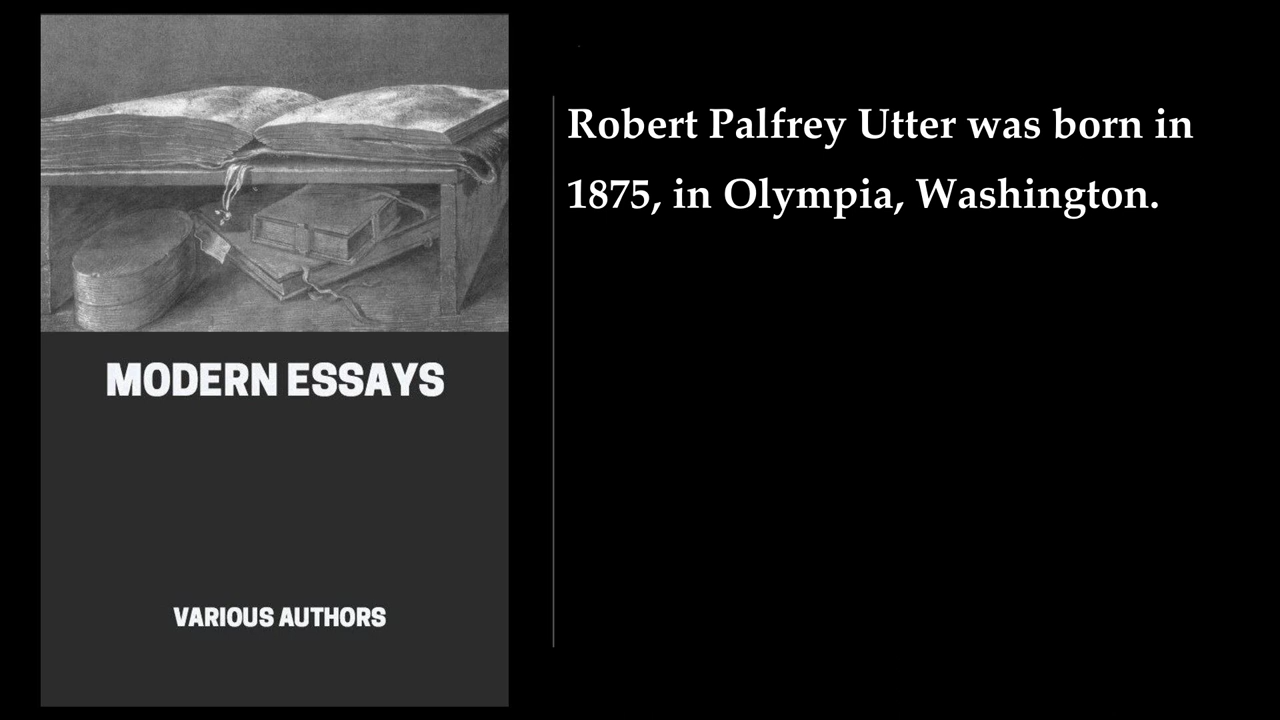 MODERN ESSAYS
VARIOUS AUTHORS
Robert Palfrey Utter was born in
1875, in Olympia, Washington.